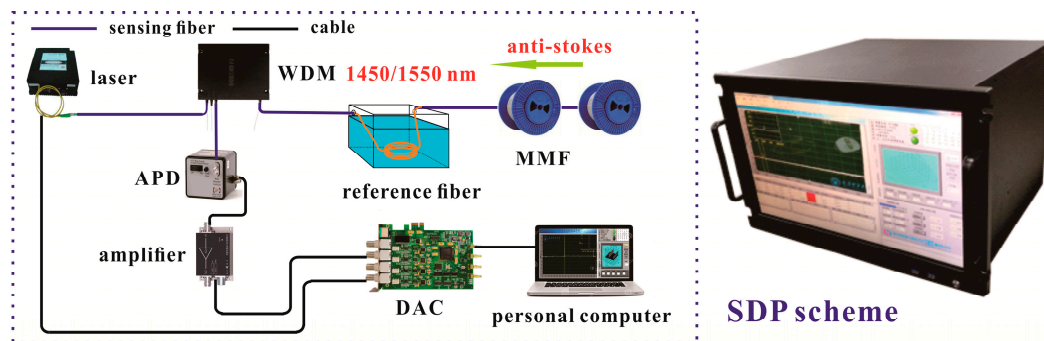 sensing fiber
cable
anti-stokes
laser
WDM 1450/1550 nm
APD
reference fiber
MMF
amplifier
DAC
personal computer
SDP scheme